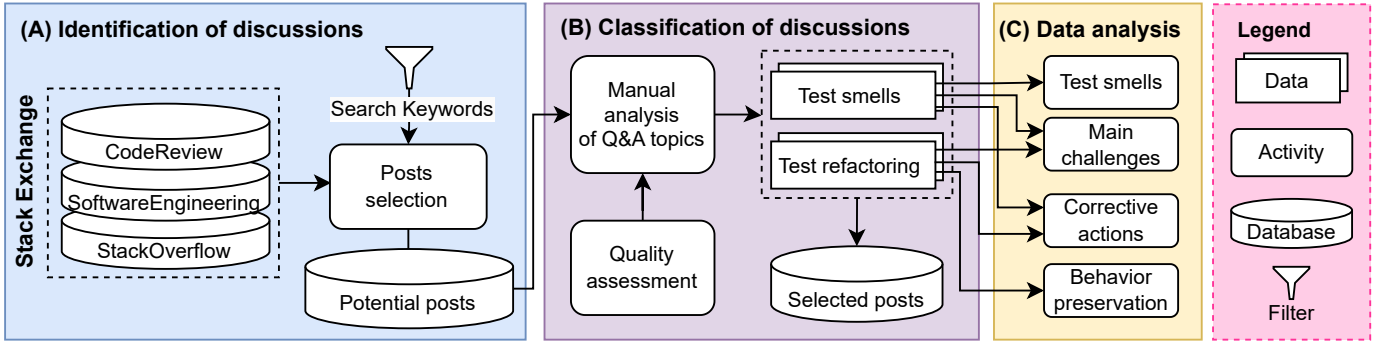 (A) Identification of discussions
Stack Exchange
CodeReview
SoftwareEngineering
StackOverflow
Search Keywords
Posts
selection
Potential posts
(B) Classification of discussions
Manual
analysis
of Q&A topics
Quality
assessment
Test smells
Test refactoring
Selected posts
(C) Data analysis
Test smells
Main
challenges
Corrective
actions
Behavior
preservation
Legend
Data
Activity
Database
Filter